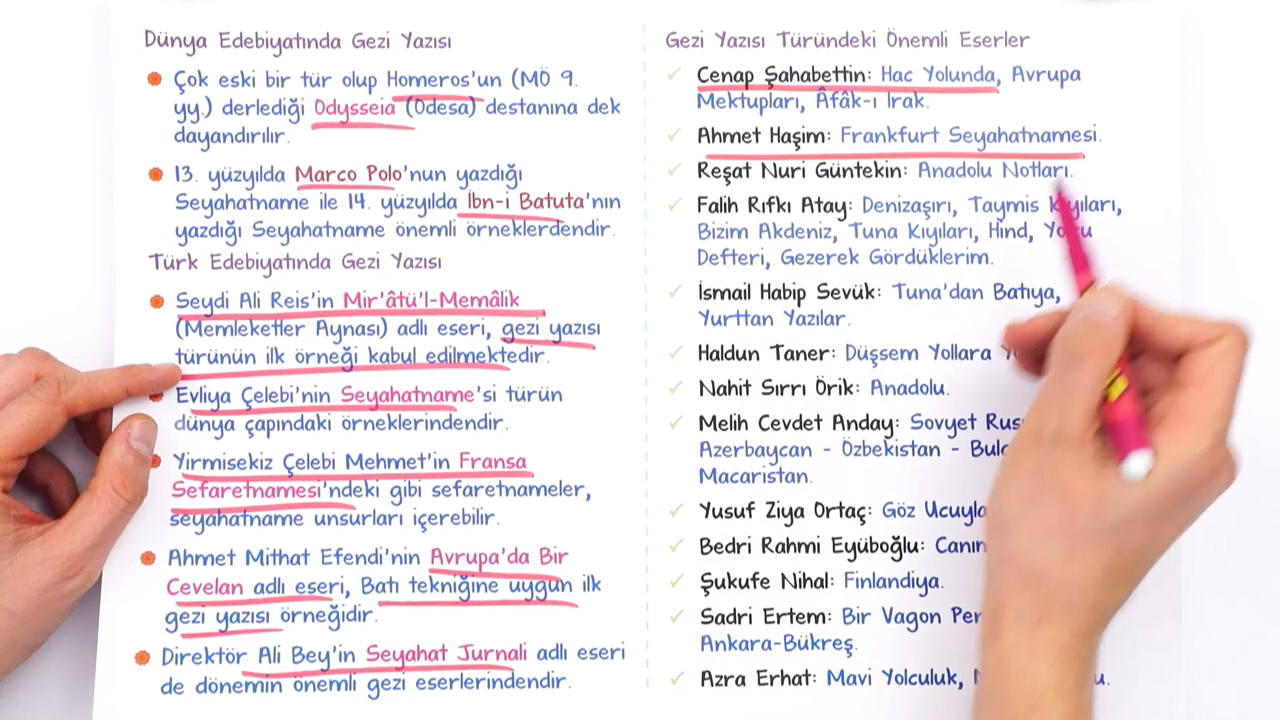 Dünya Edebiyatında Gezi Yazısı
Çok eski bir tür olup Homeros'un (MÖ 9.
yy.) derlediği Odysseia (Odesa) destanına dek
dayandırılır.
13. yüzyılda Marco Polo'nun yazdığı
Seyahatname ile 14. yüzyılda İbn-i Batuta'nın
yazdığı Seyahatname önemli örneklerdendir.
Türk Edebiyatında Gezi Yazısı
Seydi Ali Reis'in Mir'âtü'l-Memâlik
(Memleketler Aynası) adlı eseri, gezi yazısı
türünün ilk örneği kabul edilmektedir.
Evliya Çelebi'nin Seyahatname'si türün
dünya çapındaki örneklerindendir.
Yirmisekiz Çelebi Mehmet'in Fransa
Sefaretnamesi'ndeki gibi sefaretnameler,
seyahatname unsurları içerebilir.
Ahmet Mithat Efendi'nin Avrupa'da Bir
Cevelan adlı eseri, Batı tekniğine uygun ilk
gezi yazısı örneğidir.
Direktör Ali Bey'in Seyahat Jurnali adlı eseri
de dönemin önemli gezi eserlerindendir.
Gezi Yazısı Türündeki Önemli Eserler
Cenap Şahabettin: Hac Yolunda, Avrupa
Mektupları, Âfâk-ı Irak.
Ahmet Haşim: Frankfurt Seyahatnamesi.
Reşat Nuri Güntekin: Anadolu Notları.
Falih Rıfkı Atay: Denizaşırı, Taymis Kıyıları,
Bizim Akdeniz, Tuna Kıyıları, Hind, Yolcu
Defteri, Gezerek Gördüklerim.
İsmail Habip Sevük: Tuna'dan Batıya,
Yurttan Yazılar.
Haldun Taner: Düşsem Yollara
Nahit Sırrı Örik: Anadolu.
Melih Cevdet Anday: Sovyet
Azerbaycan - Özbekistan -
Macaristan.
Yusuf Ziya Ortaç: Göz Ucuyla
Bedri Rahmi Eyüboğlu:
Şukufe Nihal: Finlandiya.
Sadri Ertem: Bir Vagon
Ankara-Bükreş.
Azra Erhat: Mavi Yolculuk,